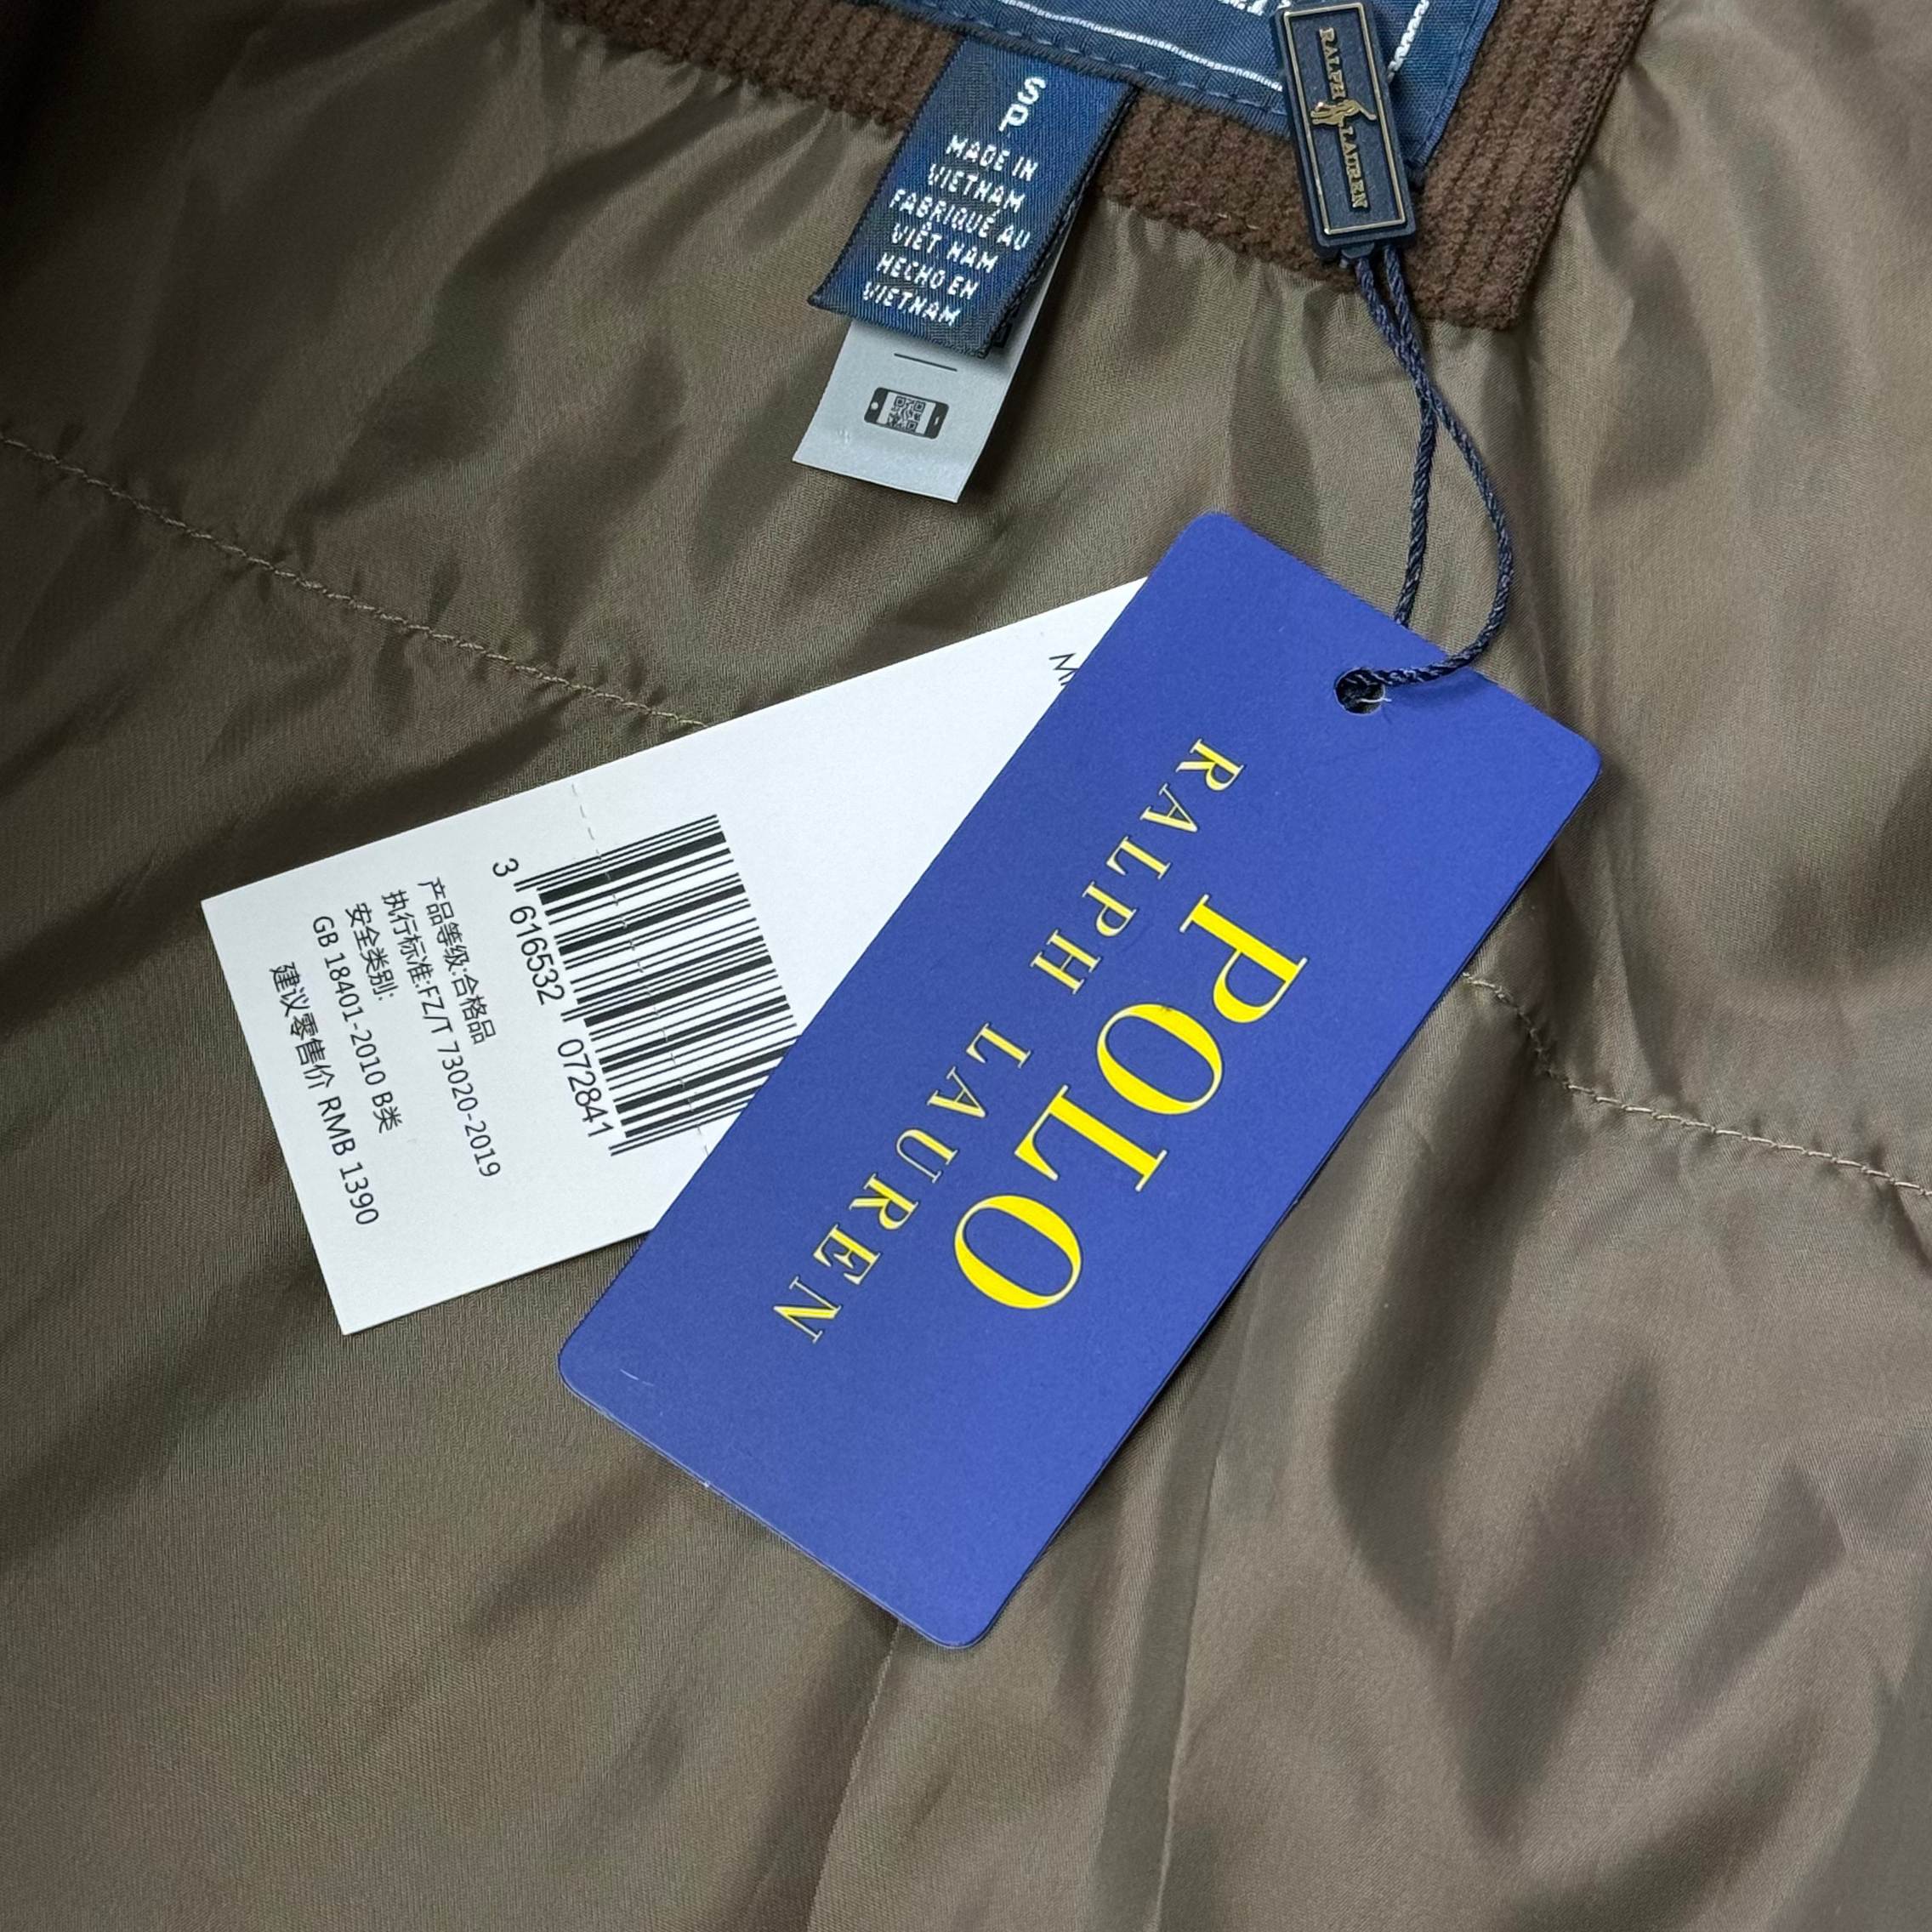 S
P
MADE IN
VIETNAM
FABRIQUÉ AU
VIÊT NAM
HECHO EN
VIETNAM
RALPH LAUREN
POLO
RALPH LAUREN
3 616532 072841
产品等级:合格品
执行标准:FZ/T 73020-2019
安全类别:
GB 18401-2010 B类
建议零售价 RMB 1390